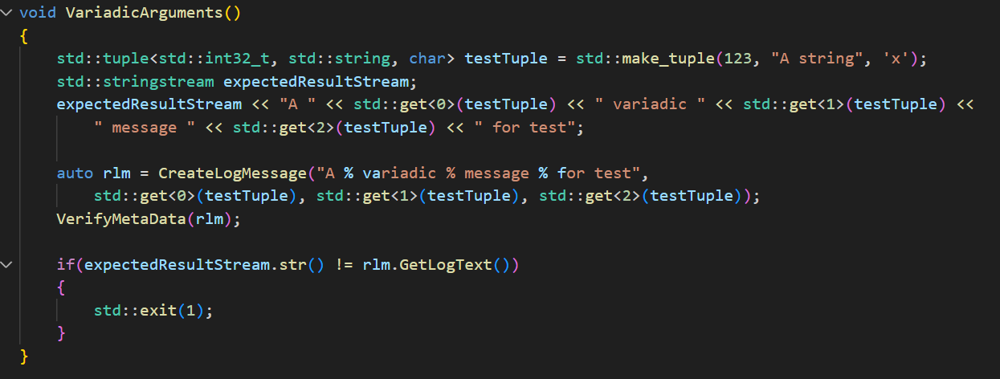 void VariadicArguments()
{
    std::tuple<std::int32_t, std::string, char> testTuple = std::make_tuple(123, "A string", 'x');
    std::stringstream expectedResultStream;
    expectedResultStream << "A " << std::get<0>(testTuple) << " variadic " << std::get<1>(testTuple) <<
        " message " << std::get<2>(testTuple) << " for test";

    auto rlm = CreateLogMessage("A % variadic % message % for test",
        std::get<0>(testTuple), std::get<1>(testTuple), std::get<2>(testTuple));
    VerifyMetaData(rlm);

    if(expectedResultStream.str() != rlm.GetLogText())
    {
        std::exit(1);
    }
}